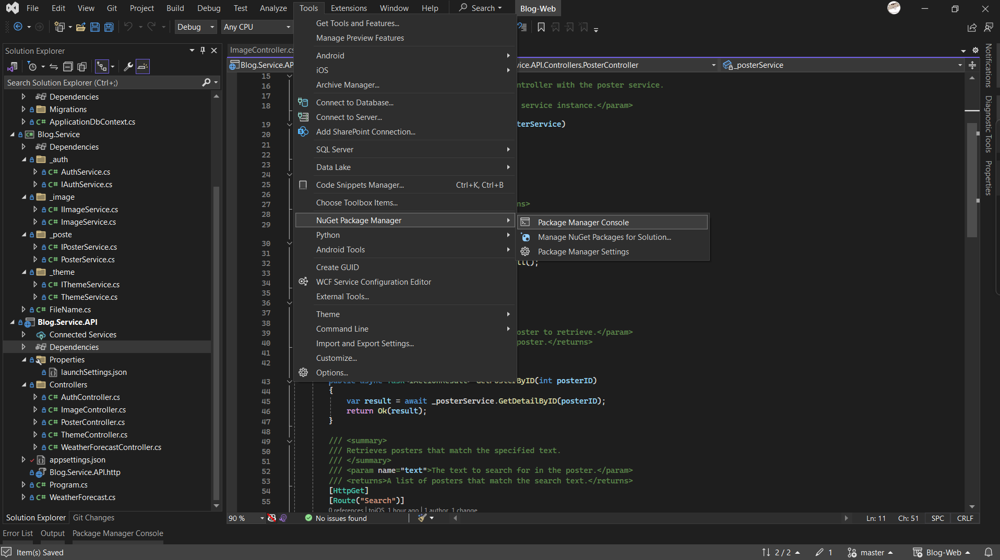 File Edit View Git Project Build Debug Test Analyze Tools Extensions Window Help Search Blog-Web
Debug Any CPU
Solution Explorer
Search Solution Explorer (Ctrl+;)
Dependencies
Migrations
C# ApplicationDbContext.cs
C# Blog.Service
Dependencies
_auth
C# AuthService.cs
C# IAuthService.cs
_image
C# IImageService.cs
C# ImageService.cs
_poste
C# IPosterService.cs
C# PosterService.cs
_theme
C# IThemeService.cs
C# ThemeService.cs
C# FileName.cs
Blog.Service.API
Connected Services
Dependencies
Properties
launchSettings.json
Controllers
C# AuthController.cs
C# ImageController.cs
C# PosterController.cs
C# ThemeController.cs
C# WeatherForecastController.cs
appsettings.json
Blog.Service.API.http
C# Program.cs
C# WeatherForecast.cs
Solution Explorer Git Changes
Get Tools and Features...
Manage Preview Features
Android
iOS
Archive Manager...
Connect to Database...
Connect to Server...
Add SharePoint Connection...
SQL Server
Data Lake
Code Snippets Manager... Ctrl+K, Ctrl+B
Choose Toolbox Items...
NuGet Package Manager
Python
Android Tools
Create GUID
WCF Service Configuration Editor
External Tools...
Theme
Command Line
Import and Export Settings...
Customize...
Options...
Package Manager Console
Manage NuGet Packages for Solution...
Package Manager Settings
ImageController.cs
Blog.Service.AP vice.API.Controllers.PosterController _posterService
15
16 ntroller with the poster service.
17
18 service instance.</param>
19 terService)
20
21
22
23
24
25
26
27 ns>
28
29
30
31
32 ll();
33
34
35
36
37
38
39 oster to retrieve.</param>
40 poster.</returns>
41
42
43 public async Task<IActionResult> GetPosterByID(int posterID)
44 {
45 var result = await _posterService.GetDetailByID(posterID);
46 return Ok(result);
47 }
48
49 /// <summary>
50 /// Retrieves posters that match the specified text.
51 /// </summary>
52 /// <param name="text">The text to search for in the poster.</param>
53 /// <returns>A list of posters that match the search text.</returns>
54 [HttpGet]
55 [Route("Search")]
0 references | toiOS, 1 hour ago | 1 author, 1 change
90 % No issues found Ln: 11 Ch: 51 SPC CRLF
Notifications
Diagnostic Tools
Properties
Error List Output Package Manager Console
Item(s) Saved 2 / 2 1 master Blog-Web